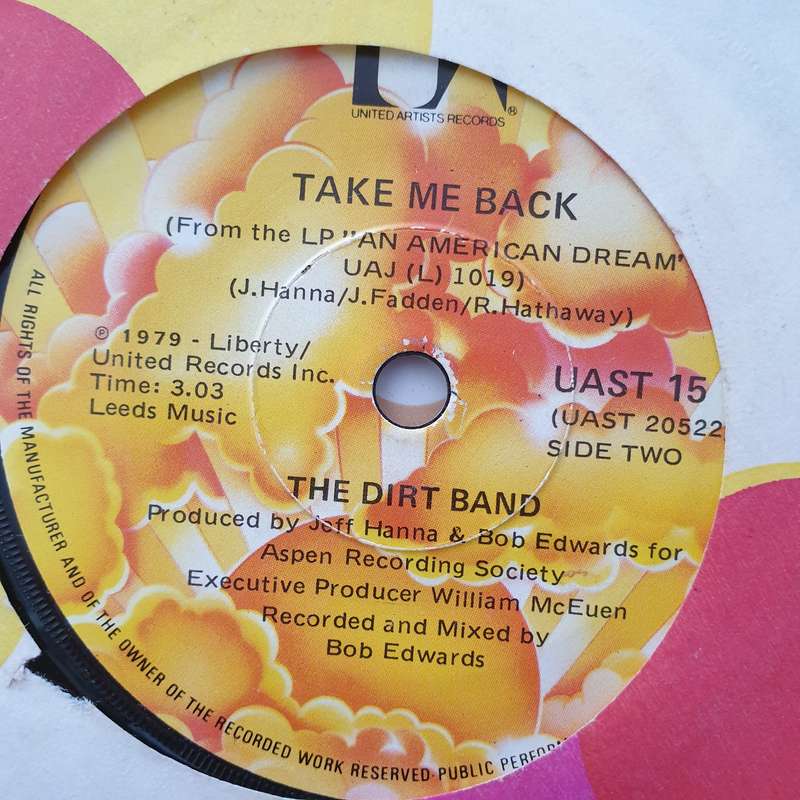 UNITED ARTISTS RECORDS ®
TAKE ME BACK
(From the LP "AN AMERICAN DREAM"
UAJ (L) 1019)
(J.Hanna/J.Fadden/R.Hathaway)
℗ 1979 - Liberty/
United Records Inc.
Time: 3.03
Leeds Music
UAST 15
(UAST 20522
SIDE TWO
THE DIRT BAND
Produced by Jeff Hanna & Bob Edwards for
Aspen Recording Society
Executive Producer William McEuen
Recorded and Mixed by
Bob Edwards
ALL RIGHTS OF THE MANUFACTURER AND OF THE OWNER OF THE RECORDED WORK RESERVED· PUBLIC